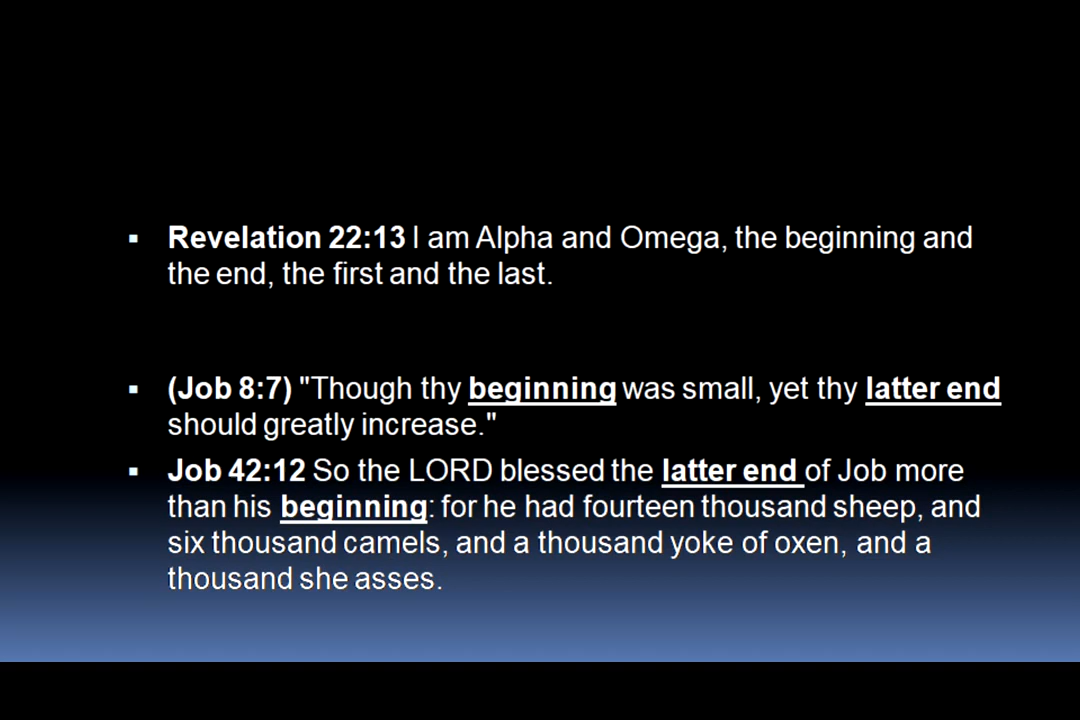 ▪ Revelation 22:13 I am Alpha and Omega, the beginning and
the end, the first and the last.
▪ (Job 8:7) "Though thy beginning was small, yet thy latter end
should greatly increase."
▪ Job 42:12 So the LORD blessed the latter end of Job more
than his beginning: for he had fourteen thousand sheep, and
six thousand camels, and a thousand yoke of oxen, and a
thousand she asses.